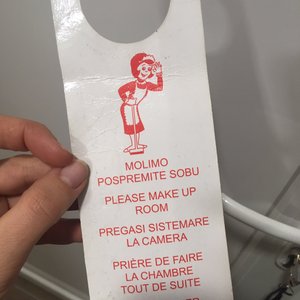 MOLIMO
POSPREMITE SOBU
PLEASE MAKE UP
ROOM
PREGASI SISTEMARE
LA CAMERA
PRIÈRE DE FAIRE
LA CHAMBRE
TOUT DE SUITE